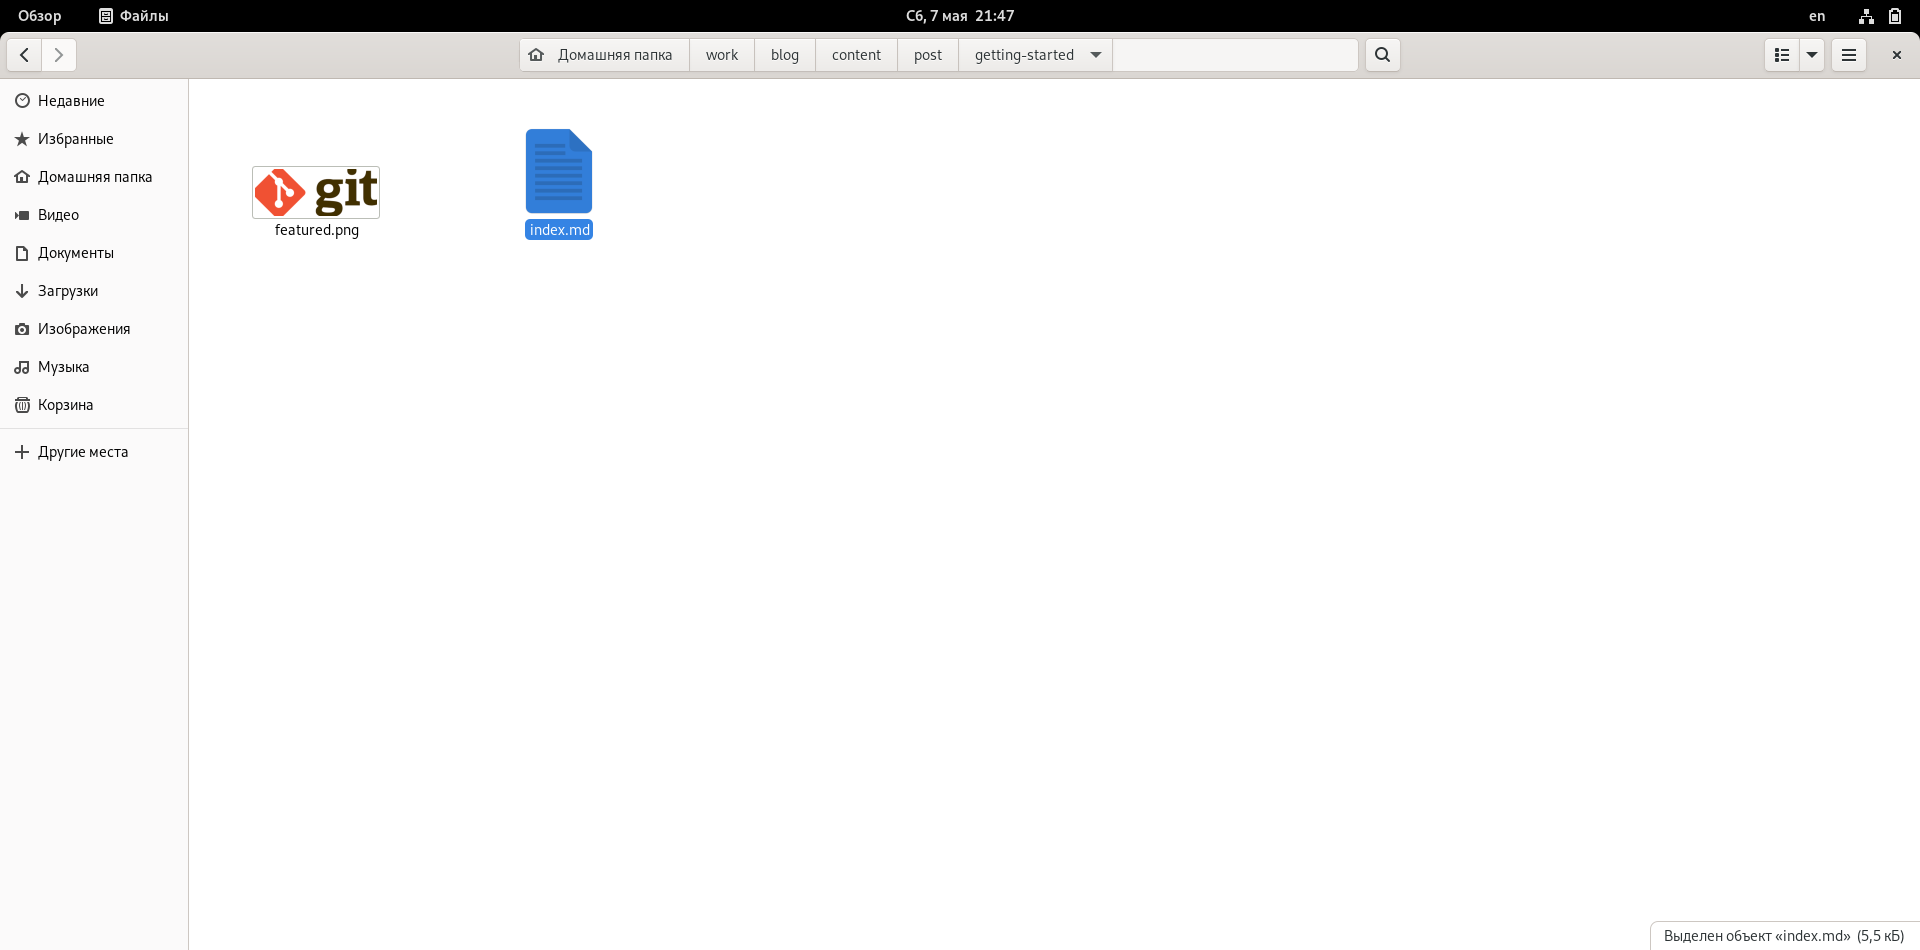 Обзор Файлы Сб, 7 мая 21:47 en
Домашняя папка work blog content post getting-started
Недавние
Избранные
Домашняя папка
Видео
Документы
Загрузки
Изображения
Музыка
Корзина
Другие места
git
featured.png index.md
Выделен объект «index.md» (5,5 кБ)